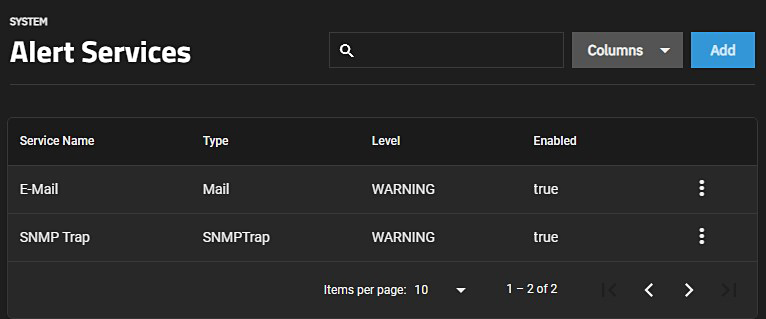 SYSTEM
Alert Services
Columns
Add
Service Name Type Level Enabled
E-Mail Mail WARNING true
SNMP Trap SNMPTrap WARNING true
Items per page: 10 1 – 2 of 2